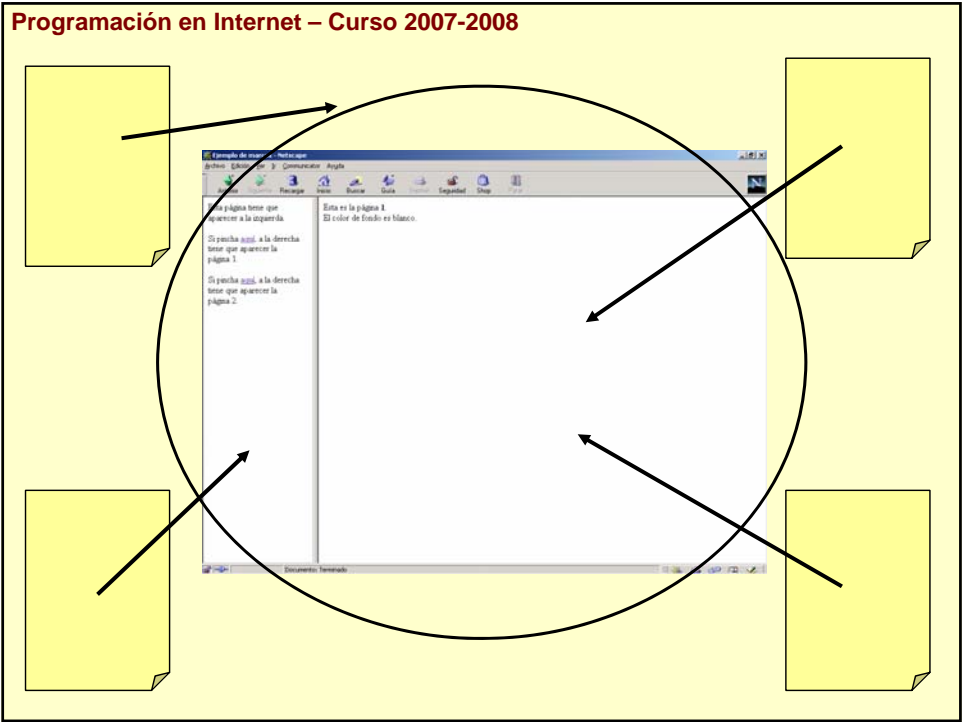 Programación en Internet – Curso 2007-2008
Ejemplo de marcos - Netscape
Archivo Edición Ver Ir Communicator Ayuda
Recargar Inicio Buscar Guía Seguridad Shop
Esta página tiene que
aparecer a la izquierda.
Si pincha aquí, a la derecha
tiene que aparecer la
página 1.
Si pincha aquí, a la derecha
tiene que aparecer la
página 2.
Esta es la página 1.
El color de fondo es blanco.
Documento: Terminado